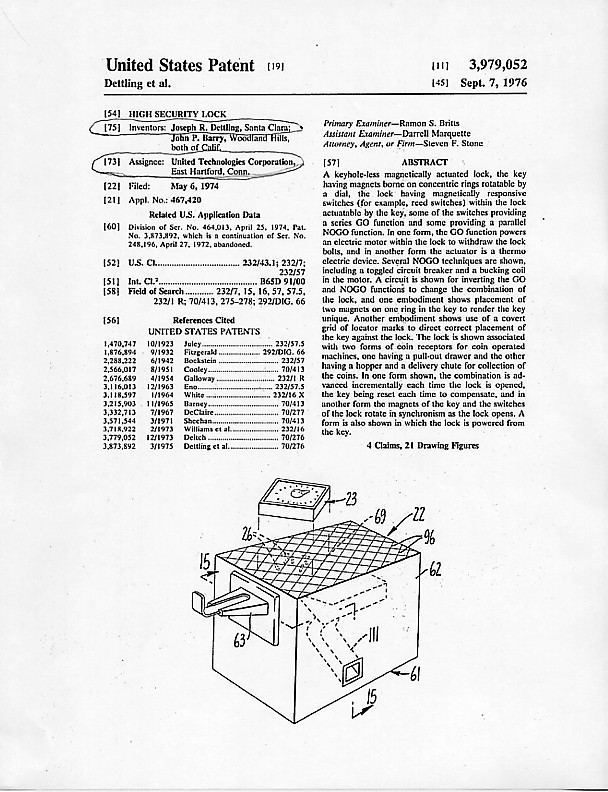 United States Patent [19]
[11] 3,979,052
Dettling et al.
[45] Sept. 7, 1976
[54] HIGH SECURITY LOCK
[75] Inventors: Joseph R. Dettling, Santa Clara;
John P. Barry, Woodland Hills,
both of Calif.
[73] Assignee: United Technologies Corporation,
East Hartford, Conn.
[22] Filed: May 6, 1974
[21] Appl. No.: 467,420
Related U.S. Application Data
[60] Division of Ser. No. 464,013, April 25, 1974, Pat.
No. 3,873,892, which is a continuation of Ser. No.
248,196, April 27, 1972, abandoned.
[52] U.S. Cl. 232/43.1; 232/7;
232/57
[51] Int. Cl.² B65D 91/00
[58] Field of Search 232/7, 15, 16, 57, 57.5,
232/1 R; 70/413, 275-278; 292/DIG. 66
[56] References Cited
UNITED STATES PATENTS
1,470,747 10/1923 Juley 232/57.5
1,876,894 9/1932 Fitzgerald 292/DIG. 66
2,288,222 6/1942 Bockstein 232/57
2,566,017 8/1951 Cooley 70/413
2,676,689 4/1954 Galloway 232/1 R
3,116,013 12/1963 Eno 232/57.5
3,118,597 1/1964 White 232/16 X
3,215,903 11/1965 Barney 70/413
3,332,713 7/1967 DeClaire 70/277
3,571,544 3/1971 Sheehan 70/413
3,718,922 2/1973 Williams et al. 232/16
3,779,052 12/1973 Deitch 70/276
3,873,892 3/1975 Dettling et al. 70/276
Primary Examiner—Ramon S. Britts
Assistant Examiner—Darrell Marquette
Attorney, Agent, or Firm—Steven F. Stone
[57] ABSTRACT
A keyhole-less magnetically actuated lock, the key
having magnets borne on concentric rings rotatable by
a dial, the lock having magnetically responsive
switches (for example, reed switches) within the lock
actuatable by the key, some of the switches providing
a series GO function and some providing a parallel
NOGO function. In one form, the GO function powers
an electric motor within the lock to withdraw the lock
bolts, and in another form the actuator is a thermo
electric device. Several NOGO techniques are shown,
including a toggled circuit breaker and a bucking coil
in the motor. A circuit is shown for inverting the GO
and NOGO functions to change the combination of
the lock, and one embodiment shows placement of
two magnets on one ring in the key to render the key
unique. Another embodiment shows use of a covert
grid of locator marks to direct correct placement of
the key against the lock. The lock is shown associated
with two forms of coin receptors for coin operated
machines, one having a pull-out drawer and the other
having a hopper and a delivery chute for collection of
the coins. In one form, the combination is ad-
vanced incrementally each time the lock is opened,
the key being reset each time to compensate, and in
another form the magnets of the key and the switches
of the lock rotate in synchronism as the lock opens. A
form is also shown in which the lock is powered from
the key.
4 Claims, 21 Drawing Figures
23
69
22
26
96
15
62
63
111
61
15